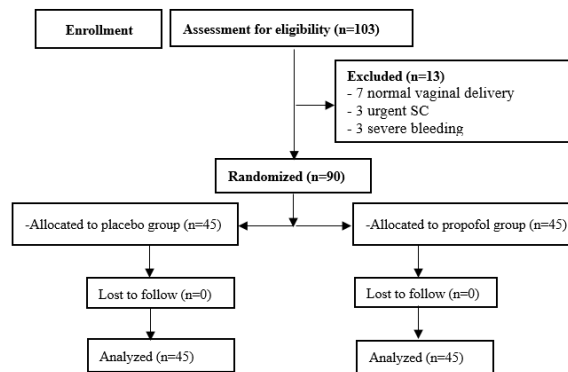 Enrollment
Assessment for eligibility (n=103)
Excluded (n=13)
- 7 normal vaginal delivery
- 3 urgent SC
- 3 severe bleeding
Randomized (n=90)
-Allocated to placebo group (n=45)
-Allocated to propofol group (n=45)
Lost to follow (n=0)
Lost to follow (n=0)
Analyzed (n=45)
Analyzed (n=45)